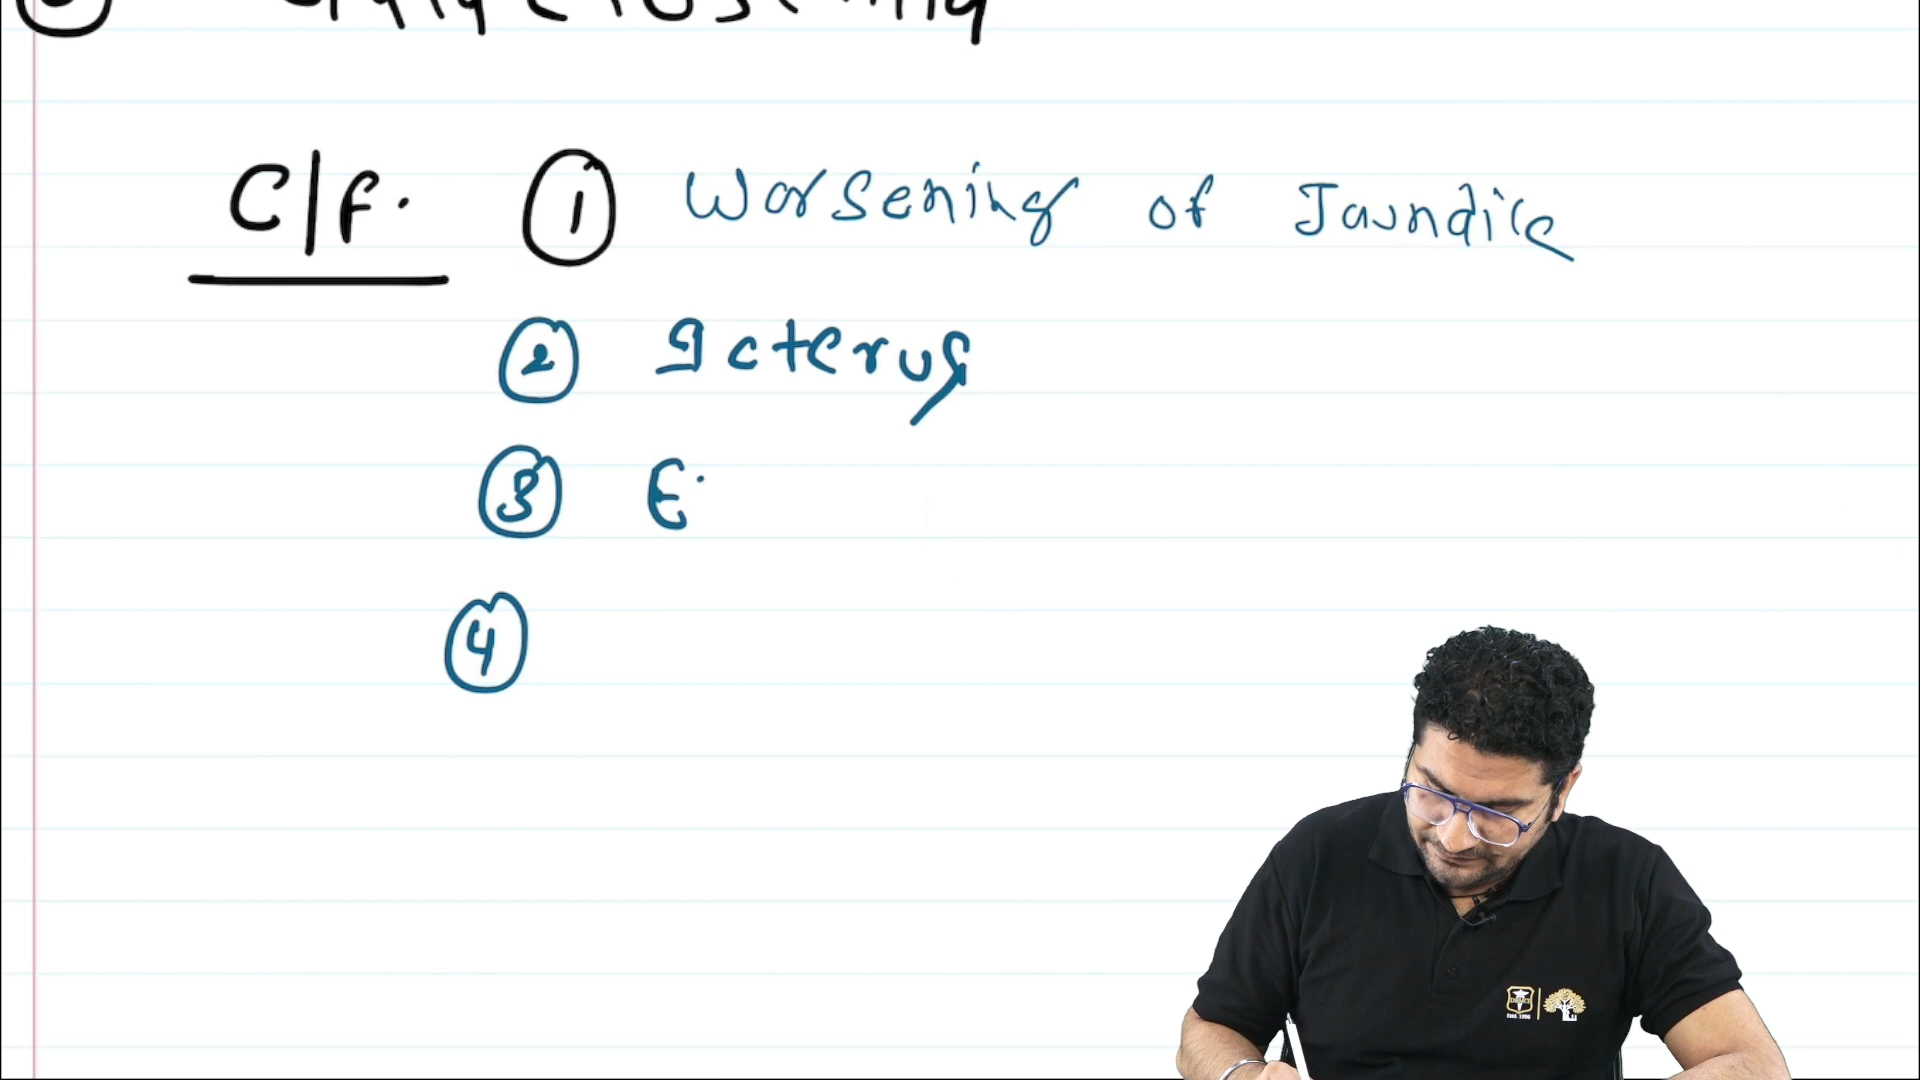 C/F. ① Worsening of Jaundice
② Icterus
③ E
④